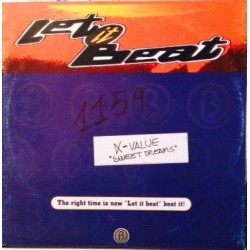 Let it
Beat
1159
X-VALUE
"SWEET DREAMS"
The right time is now "Let it beat" beat it!
B